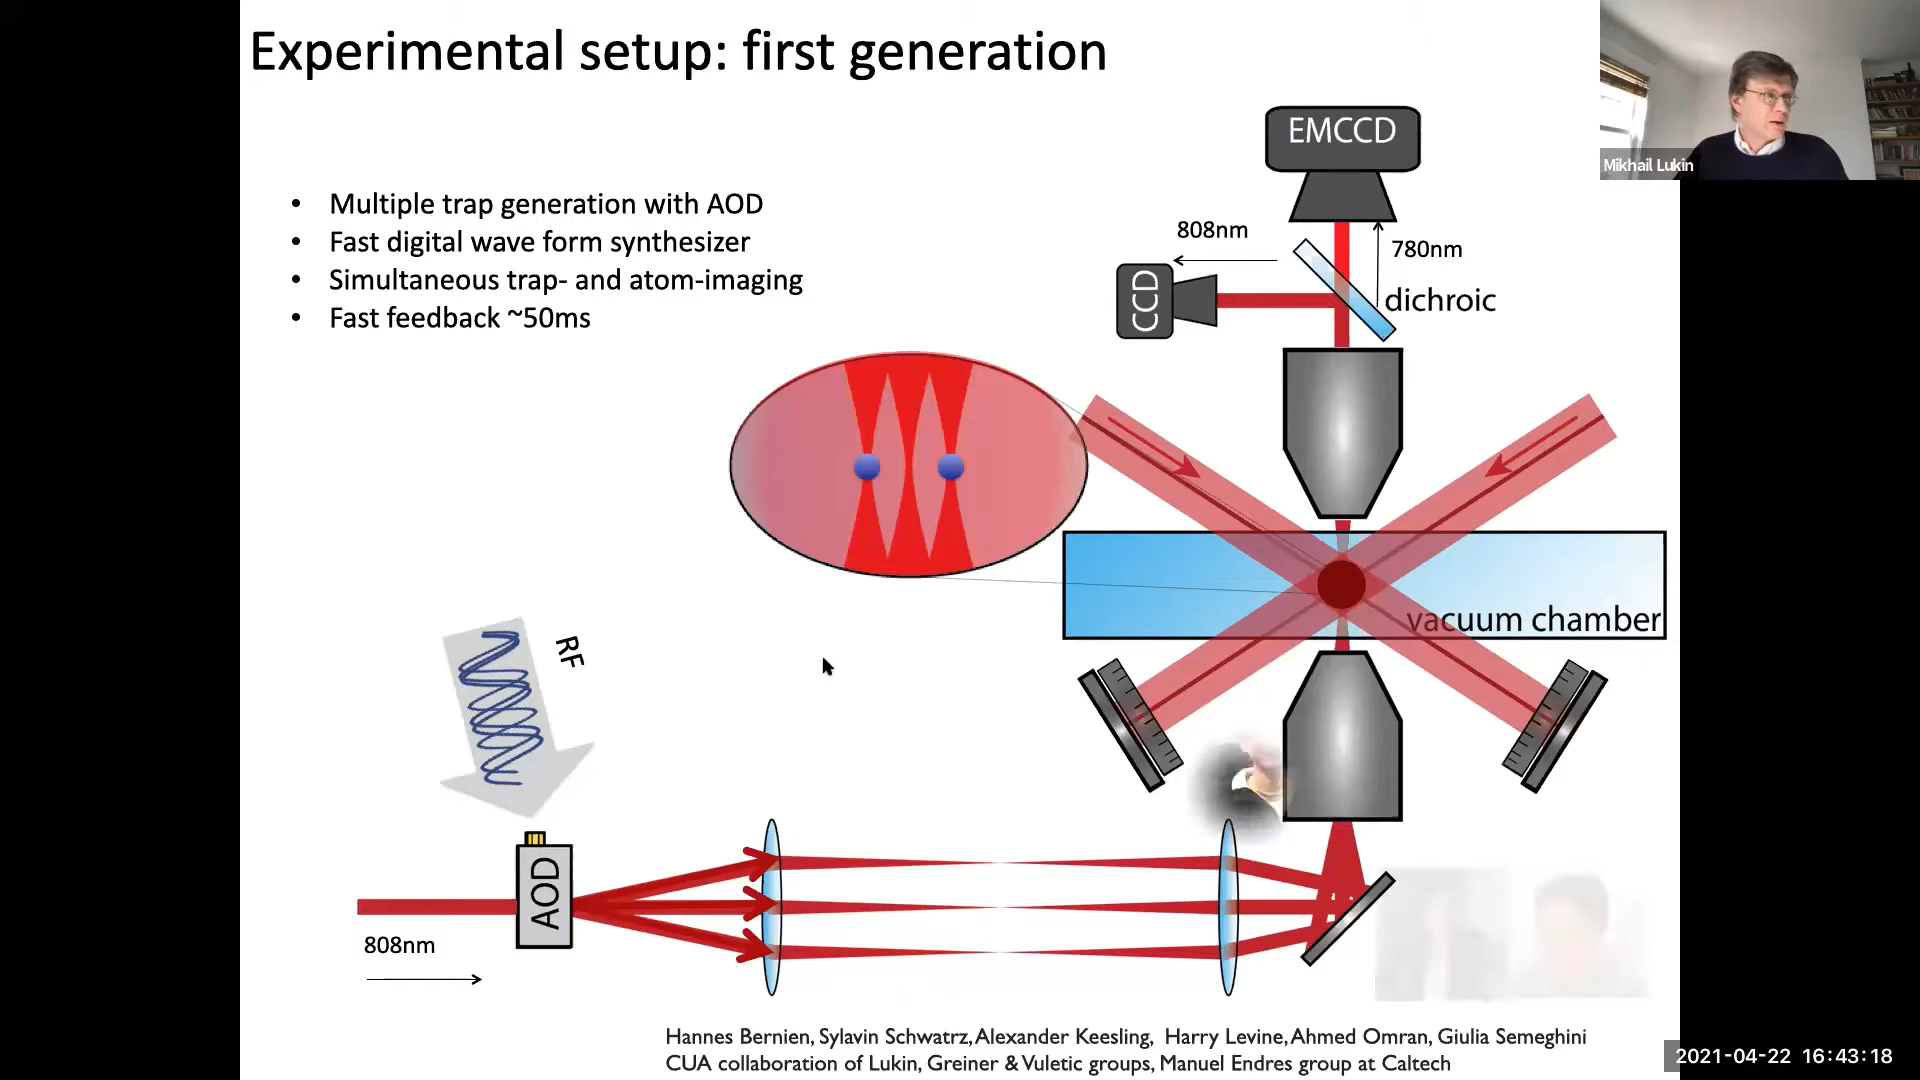 Experimental setup: first generation
Mikhail Lukin
• Multiple trap generation with AOD
• Fast digital wave form synthesizer
• Simultaneous trap- and atom-imaging
• Fast feedback ~50ms
EMCCD
808nm
780nm
CCD
dichroic
vacuum chamber
RF
AOD
808nm
Hannes Bernien, Sylavin Schwatrz, Alexander Keesling, Harry Levine, Ahmed Omran, Giulia Semeghini
CUA collaboration of Lukin, Greiner & Vuletic groups, Manuel Endres group at Caltech
2021-04-22 16:43:18